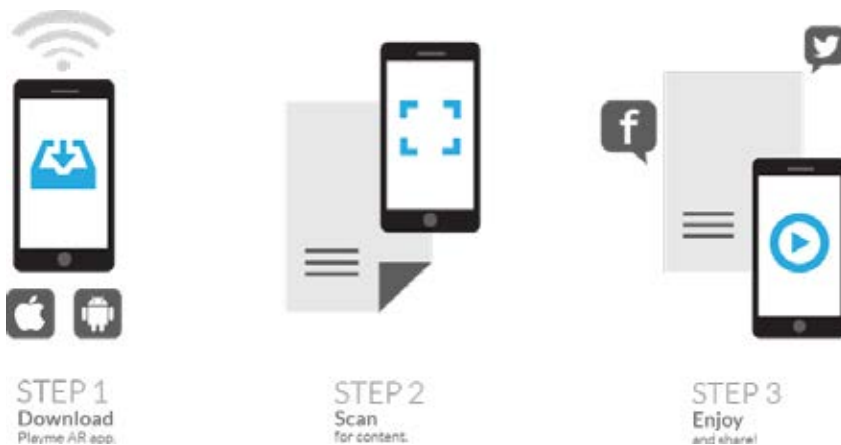 STEP 1
Download
Playme AR app.
STEP 2
Scan
for content.
STEP 3
Enjoy
and share!